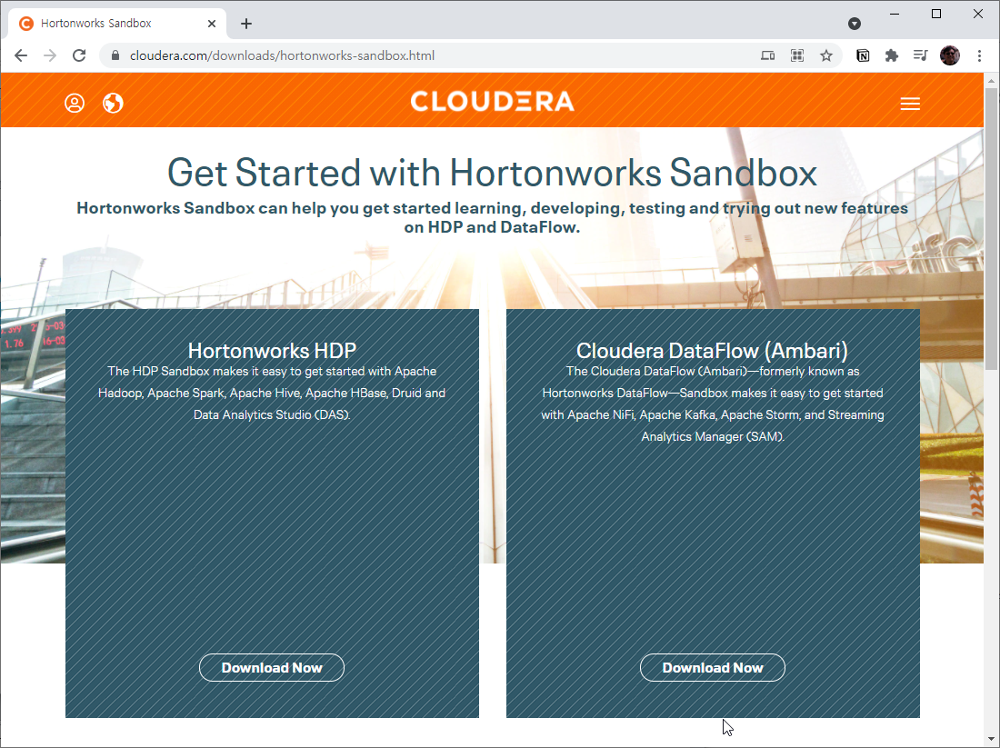 Hortonworks Sandbox
cloudera.com/downloads/hortonworks-sandbox.html
CLOUDERA
Get Started with Hortonworks Sandbox
Hortonworks Sandbox can help you get started learning, developing, testing and trying out new features
on HDP and DataFlow.
Hortonworks HDP
The HDP Sandbox makes it easy to get started with Apache
Hadoop, Apache Spark, Apache Hive, Apache HBase, Druid and
Data Analytics Studio (DAS).
Download Now
Cloudera DataFlow (Ambari)
The Cloudera DataFlow (Ambari)—formerly known as
Hortonworks DataFlow—Sandbox makes it easy to get started
with Apache NiFi, Apache Kafka, Apache Storm, and Streaming
Analytics Manager (SAM).
Download Now
1.76